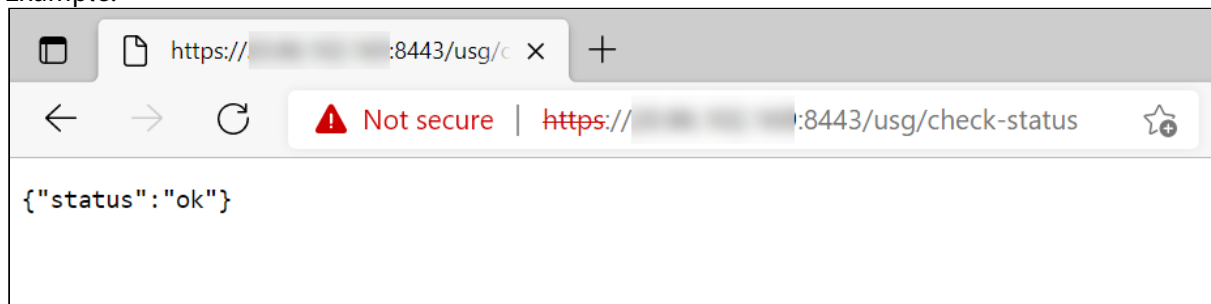 Example:
https:// :8443/usg/c
Not secure | https:// :8443/usg/check-status
{"status":"ok"}